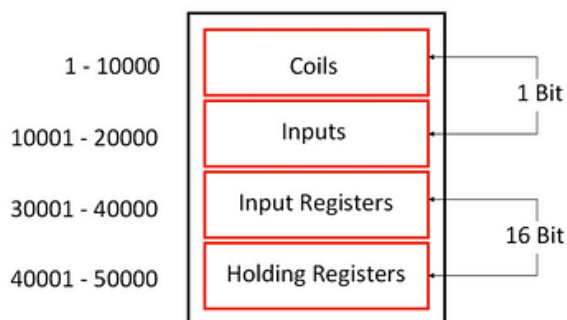 1 - 10000
Coils
1 Bit
10001 - 20000
Inputs
30001 - 40000
Input Registers
16 Bit
40001 - 50000
Holding Registers